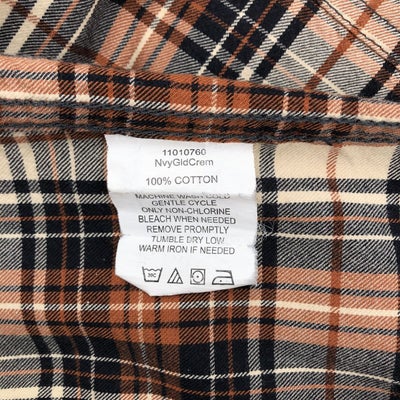 11010760
NvyGldCrem
100% COTTON
MACHINE WASH COLD
GENTLE CYCLE
ONLY NON-CHLORINE
BLEACH WHEN NEEDED
REMOVE PROMPTLY
TUMBLE DRY LOW
WARM IRON IF NEEDED